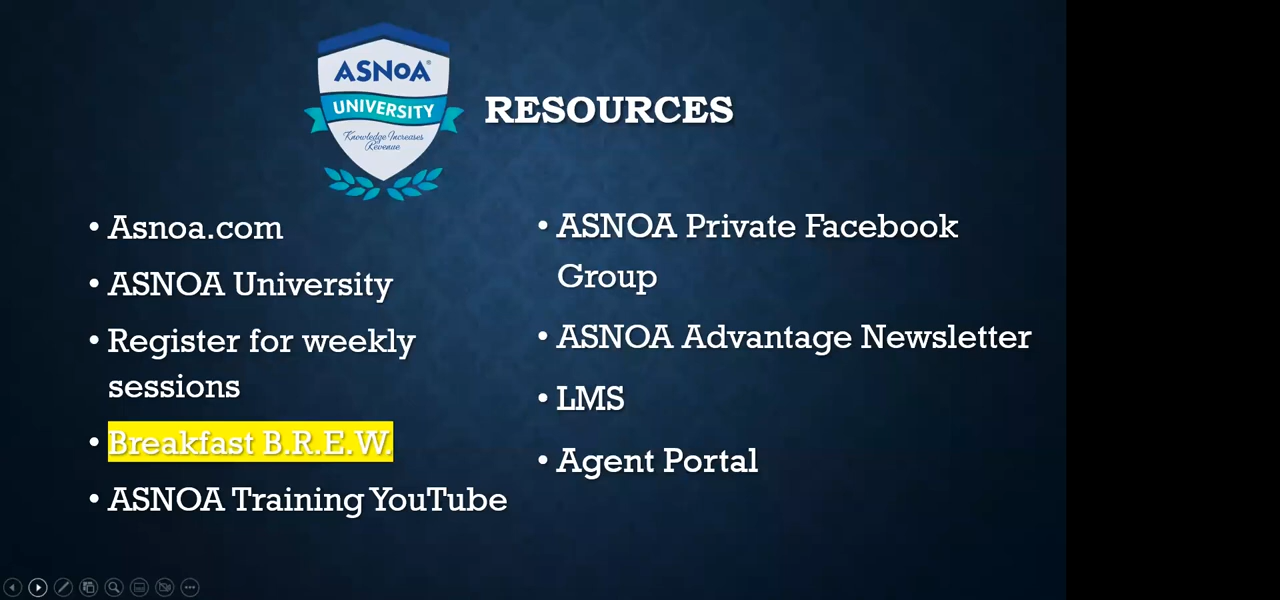 ASNOA®
UNIVERSITY
Knowledge Increases
Revenue
RESOURCES
• Asnoa.com
• ASNOA University
• Register for weekly
sessions
• Breakfast B.R.E.W.
• ASNOA Training YouTube
• ASNOA Private Facebook
Group
• ASNOA Advantage Newsletter
• LMS
• Agent Portal